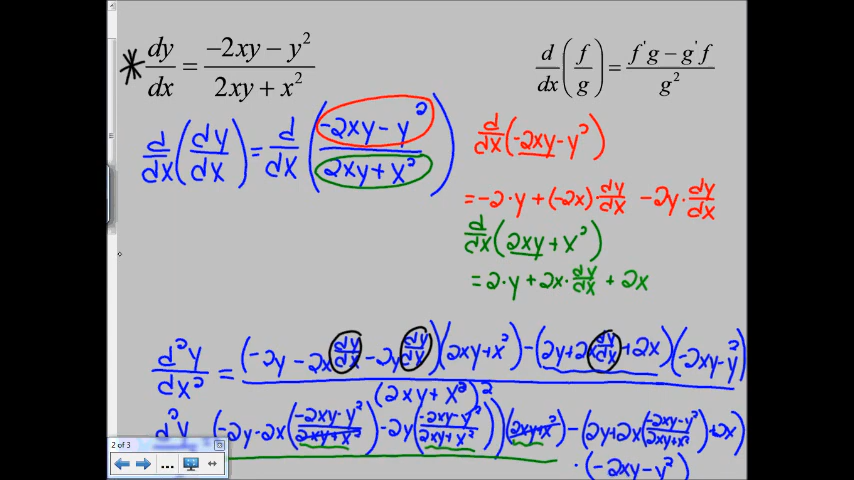 * dy/dx = (-2xy - y²)/(2xy + x²)
d/dx (f/g) = (f'g - g'f)/g²
d/dx (dy/dx) = d/dx ((-2xy - y²)/(2xy + x²))
d/dx (-2xy - y²)
= -2·y + (-2x)·dy/dx - 2y·dy/dx
d/dx (2xy + x²)
= 2·y + 2x·dy/dx + 2x
d²y/dx² = ((-2y - 2x dy/dx - 2y dy/dx)(2xy + x²) - (2y + 2x dy/dx + 2x)(-2xy - y²))/(2xy + x²)²
d²y (-2y - 2x((-2xy - y²)/(2xy + x²)) - 2y((-2xy - y²)/(2xy + x²)))(2xy + x²) - (2y + 2x((-2xy - y²)/(2xy + x²)) + 2x)
· (-2xy - y²)
2 of 3